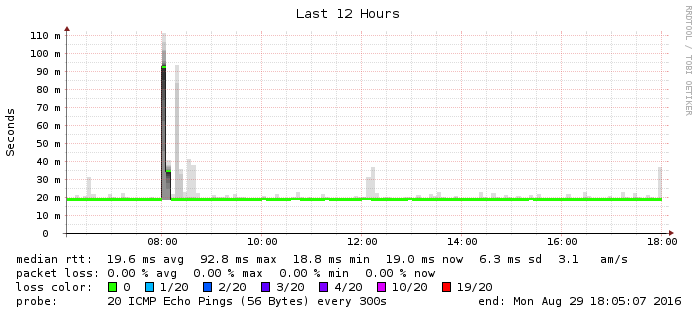 Last 12 Hours
RRDTOOL / TOBI OETIKER
Seconds
110 m
100 m
90 m
80 m
70 m
60 m
50 m
40 m
30 m
20 m
10 m
0
08:00 10:00 12:00 14:00 16:00 18:00
median rtt: 19.6 ms avg 92.8 ms max 18.8 ms min 19.0 ms now 6.3 ms sd 3.1 am/s
packet loss: 0.00 % avg 0.00 % max 0.00 % min 0.00 % now
loss color: 0 1/20 2/20 3/20 4/20 10/20 19/20
probe: 20 ICMP Echo Pings (56 Bytes) every 300s end: Mon Aug 29 18:05:07 2016